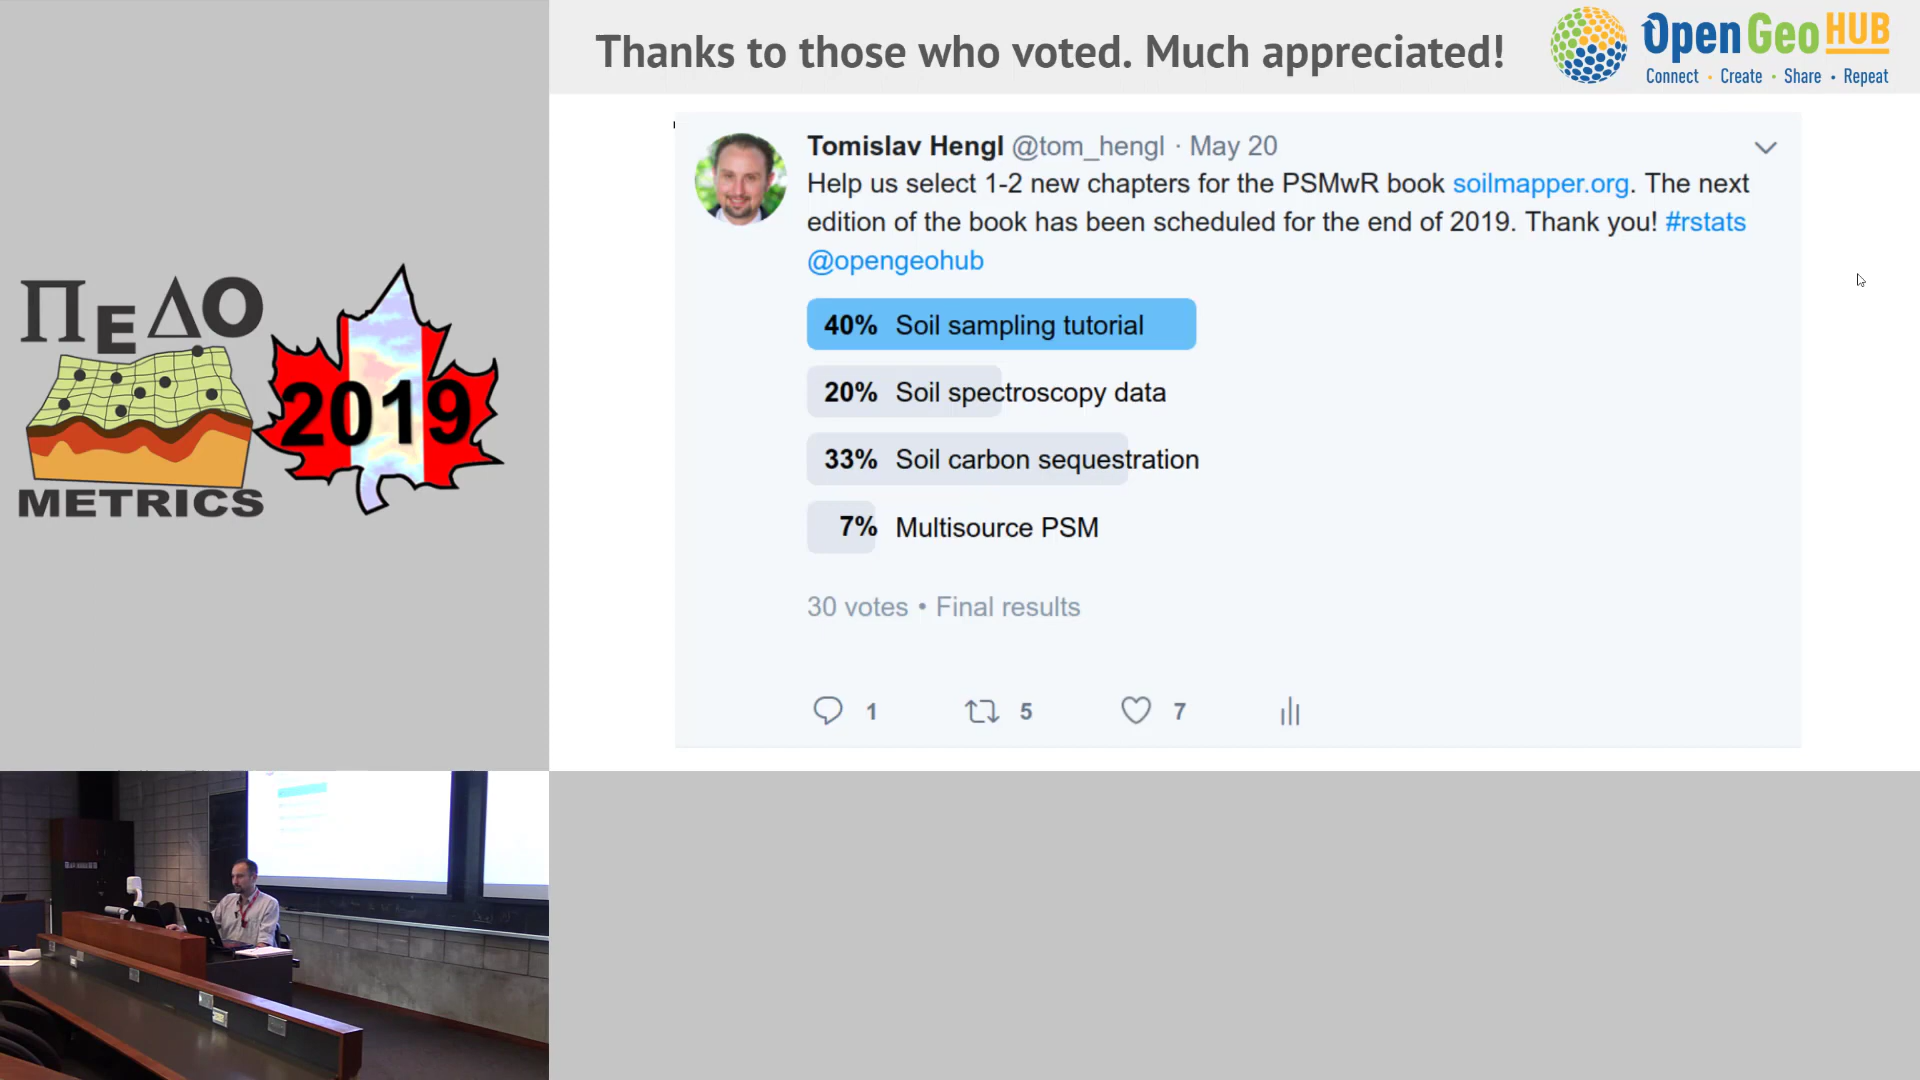 Thanks to those who voted. Much appreciated!
Open Geo HUB
Connect • Create • Share • Repeat
Tomislav Hengl @tom_hengl · May 20
Help us select 1-2 new chapters for the PSMwR book soilmapper.org. The next
edition of the book has been scheduled for the end of 2019. Thank you! #rstats
@opengeohub
40% Soil sampling tutorial
20% Soil spectroscopy data
33% Soil carbon sequestration
7% Multisource PSM
30 votes • Final results
1 5 7
ΠΕΔΟ
METRICS
2019